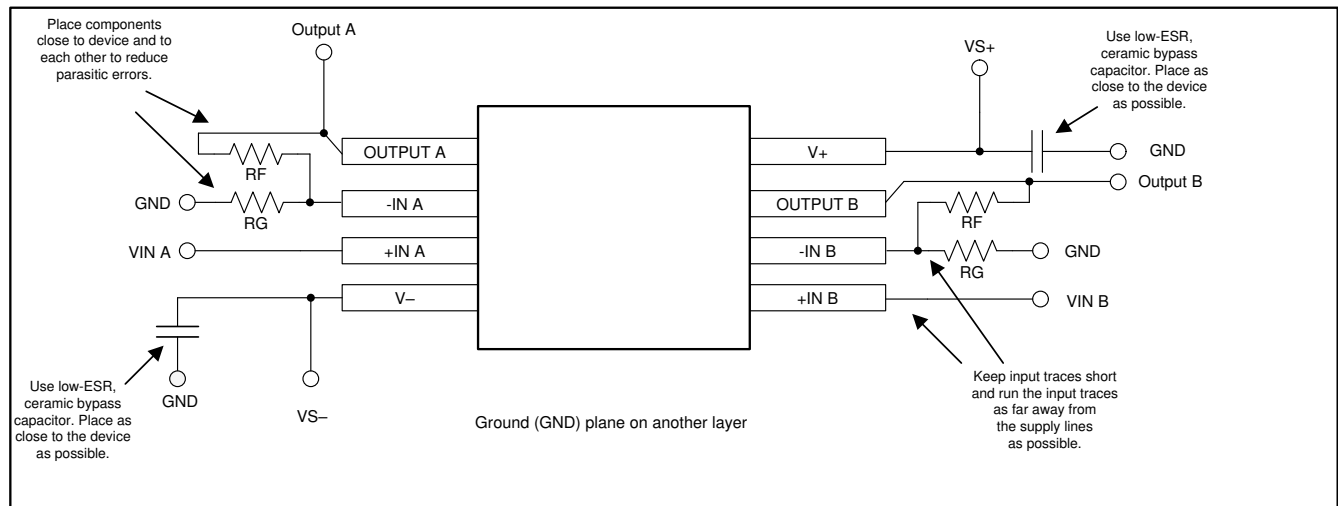 Place components
close to device and to
each other to reduce
parasitic errors.
Output A
VS+
Use low-ESR,
ceramic bypass
capacitor. Place as
close to the device
as possible.
OUTPUT A
V+
GND
RF
GND
-IN A
OUTPUT B
Output B
RG
RF
VIN A
+IN A
-IN B
GND
RG
V–
+IN B
VIN B
Use low-ESR,
ceramic bypass
capacitor. Place as
close to the device
as possible.
GND
VS–
Ground (GND) plane on another layer
Keep input traces short
and run the input traces
as far away from
the supply lines
as possible.